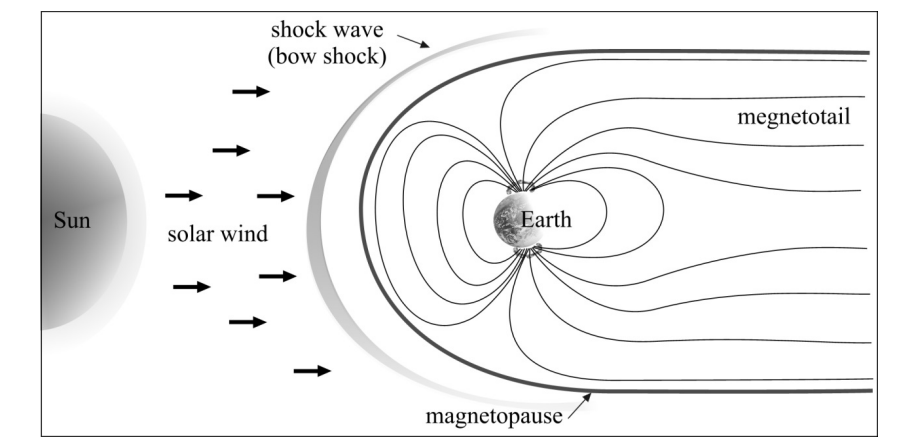 shock wave
(bow shock)
megnetotail
Sun
Earth
solar wind
magnetopause